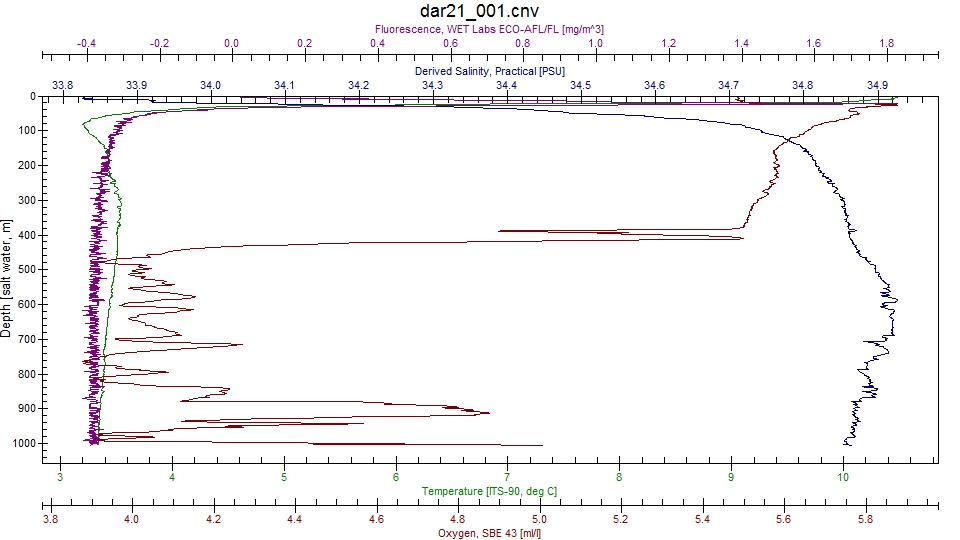 dar21_001.cnv
Fluorescence, WET Labs ECO-AFL/FL [mg/m^3]
-0.4 -0.2 0.0 0.2 0.4 0.6 0.8 1.0 1.2 1.4 1.6 1.8
Derived Salinity, Practical [PSU]
33.8 33.9 34.0 34.1 34.2 34.3 34.4 34.5 34.6 34.7 34.8 34.9
Depth [salt water, m]
0
100
200
300
400
500
600
700
800
900
1000
3 4 5 6 7 8 9 10
Temperature [ITS-90, deg C]
3.8 4.0 4.2 4.4 4.6 4.8 5.0 5.2 5.4 5.6 5.8
Oxygen, SBE 43 [ml/l]